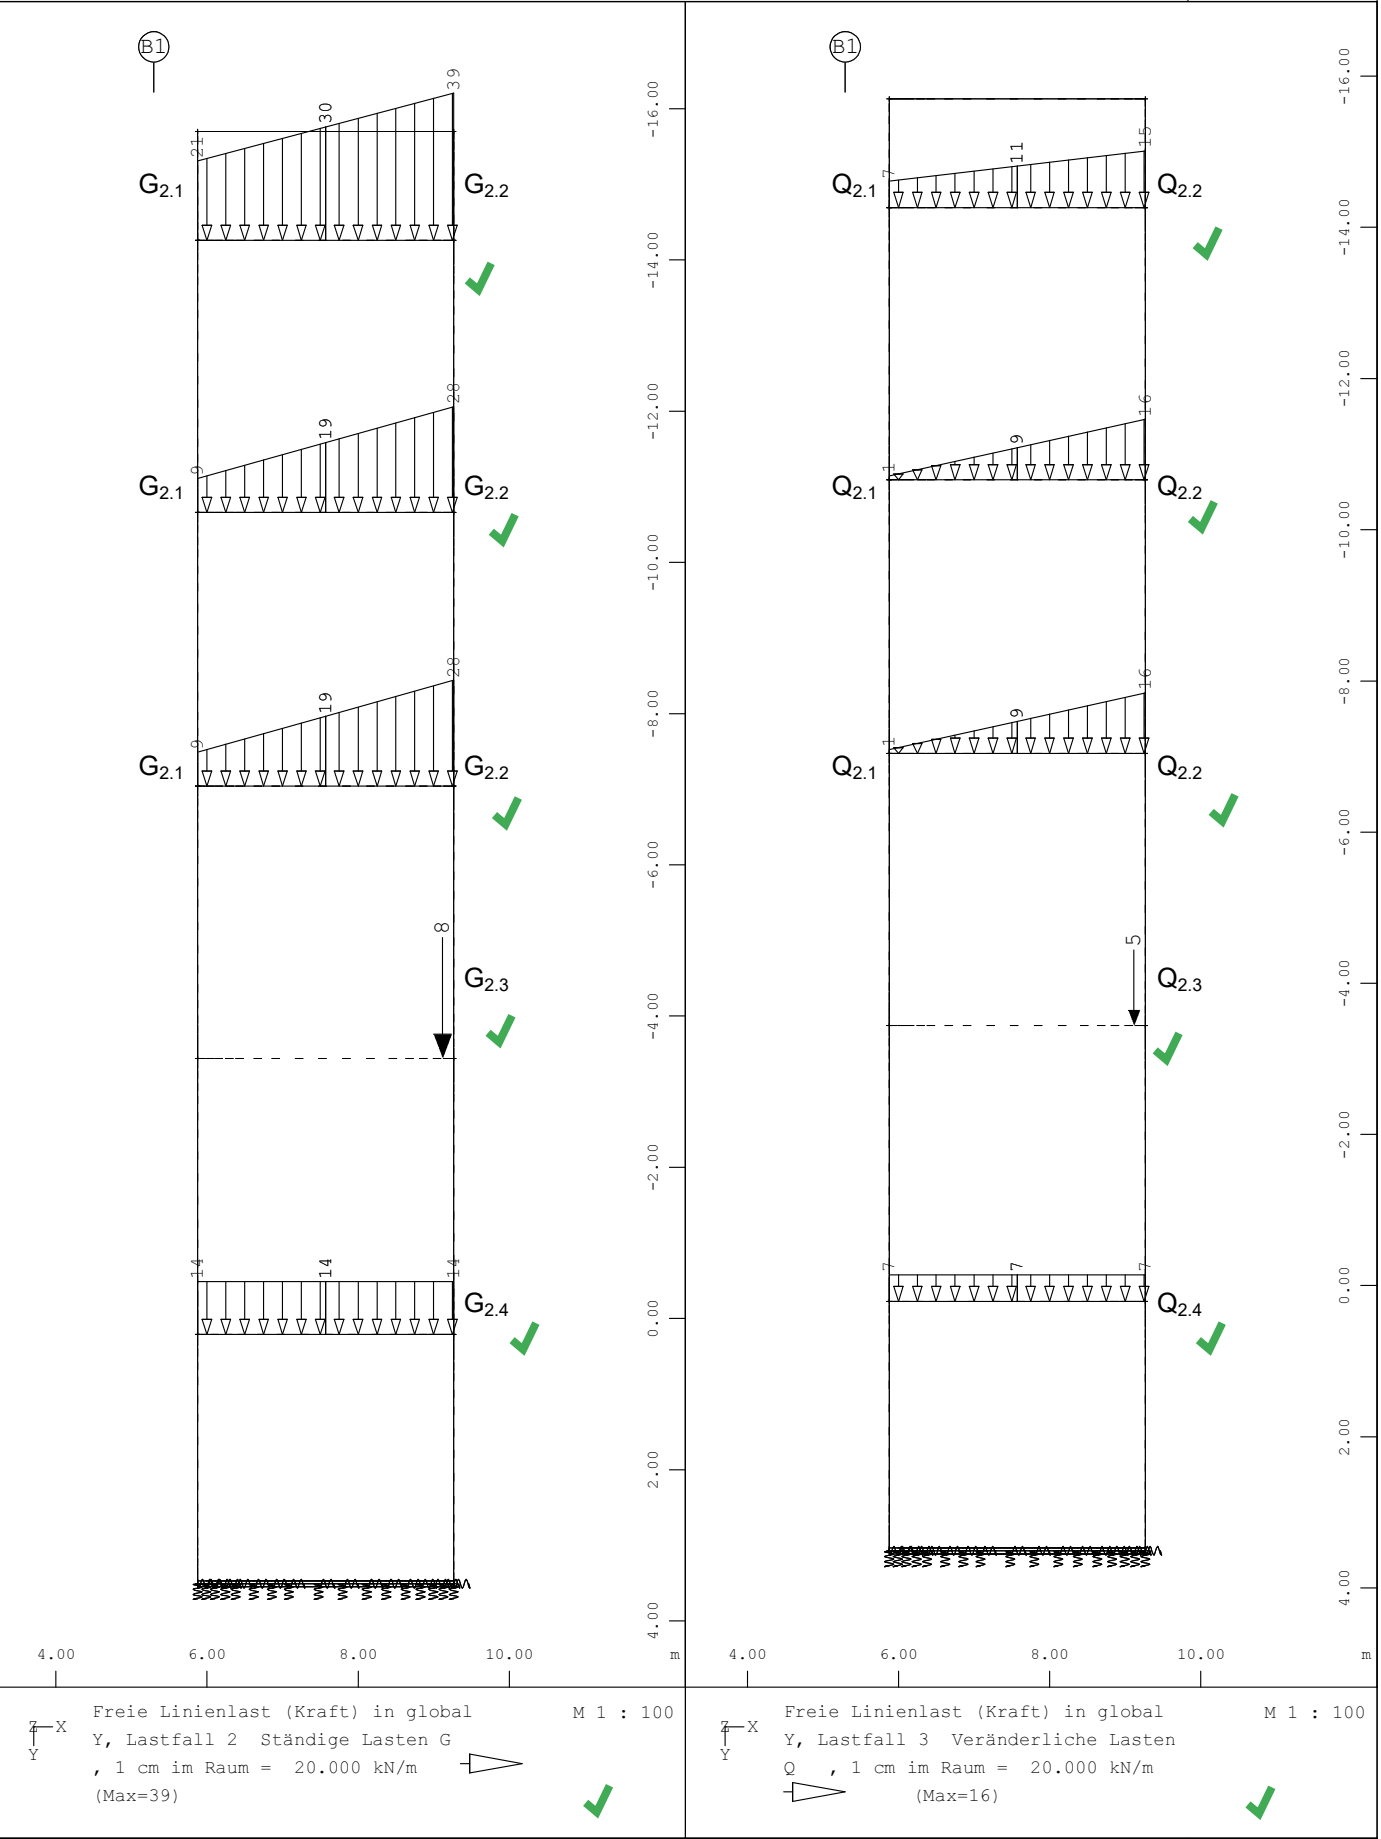 B1
39
30
21
G2.1
G2.2
28
19
9
G2.1
G2.2
28
19
9
G2.1
G2.2
8
G2.3
14
14
14
G2.4
-16.00
-14.00
-12.00
-10.00
-8.00
-6.00
-4.00
-2.00
0.00
2.00
4.00
4.00 6.00 8.00 10.00 m
Z X
Y
Freie Linienlast (Kraft) in global
Y, Lastfall 2 Ständige Lasten G
, 1 cm im Raum = 20.000 kN/m
(Max=39)
M 1 : 100
B1
15
11
7
Q2.1
Q2.2
16
9
1
Q2.1
Q2.2
16
9
1
Q2.1
Q2.2
5
Q2.3
7
7
7
Q2.4
-16.00
-14.00
-12.00
-10.00
-8.00
-6.00
-4.00
-2.00
0.00
2.00
4.00
4.00 6.00 8.00 10.00 m
Z X
Y
Freie Linienlast (Kraft) in global
Y, Lastfall 3 Veränderliche Lasten
Q , 1 cm im Raum = 20.000 kN/m
(Max=16)
M 1 : 100